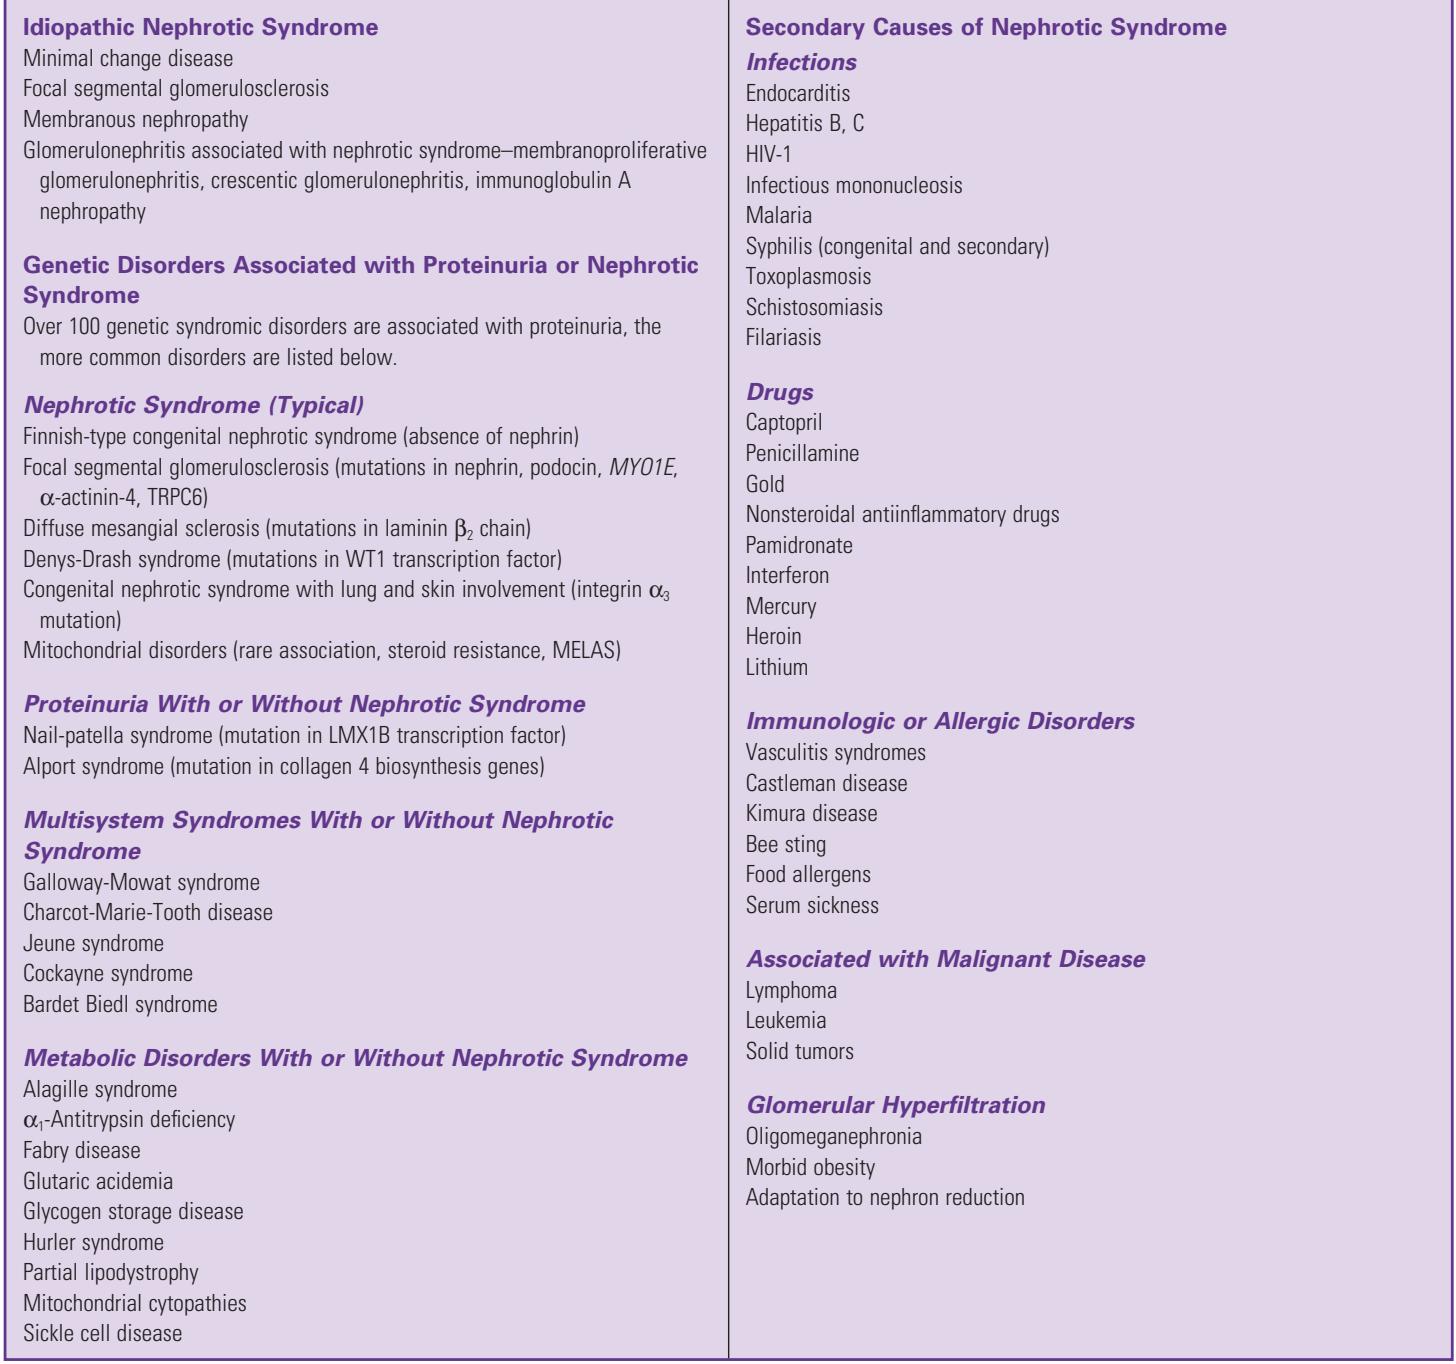 Idiopathic Nephrotic Syndrome
Minimal change disease
Focal segmental glomerulosclerosis
Membranous nephropathy
Glomerulonephritis associated with nephrotic syndrome–membranoproliferative
glomerulonephritis, crescentic glomerulonephritis, immunoglobulin A
nephropathy
Genetic Disorders Associated with Proteinuria or Nephrotic
Syndrome
Over 100 genetic syndromic disorders are associated with proteinuria, the
more common disorders are listed below.
Nephrotic Syndrome (Typical)
Finnish-type congenital nephrotic syndrome (absence of nephrin)
Focal segmental glomerulosclerosis (mutations in nephrin, podocin, MYO1E,
α-actinin-4, TRPC6)
Diffuse mesangial sclerosis (mutations in laminin β₂ chain)
Denys-Drash syndrome (mutations in WT1 transcription factor)
Congenital nephrotic syndrome with lung and skin involvement (integrin α₃
mutation)
Mitochondrial disorders (rare association, steroid resistance, MELAS)
Proteinuria With or Without Nephrotic Syndrome
Nail-patella syndrome (mutation in LMX1B transcription factor)
Alport syndrome (mutation in collagen 4 biosynthesis genes)
Multisystem Syndromes With or Without Nephrotic
Syndrome
Galloway-Mowat syndrome
Charcot-Marie-Tooth disease
Jeune syndrome
Cockayne syndrome
Bardet Biedl syndrome
Metabolic Disorders With or Without Nephrotic Syndrome
Alagille syndrome
α₁-Antitrypsin deficiency
Fabry disease
Glutaric acidemia
Glycogen storage disease
Hurler syndrome
Partial lipodystrophy
Mitochondrial cytopathies
Sickle cell disease
Secondary Causes of Nephrotic Syndrome
Infections
Endocarditis
Hepatitis B, C
HIV-1
Infectious mononucleosis
Malaria
Syphilis (congenital and secondary)
Toxoplasmosis
Schistosomiasis
Filariasis
Drugs
Captopril
Penicillamine
Gold
Nonsteroidal antiinflammatory drugs
Pamidronate
Interferon
Mercury
Heroin
Lithium
Immunologic or Allergic Disorders
Vasculitis syndromes
Castleman disease
Kimura disease
Bee sting
Food allergens
Serum sickness
Associated with Malignant Disease
Lymphoma
Leukemia
Solid tumors
Glomerular Hyperfiltration
Oligomeganephronia
Morbid obesity
Adaptation to nephron reduction